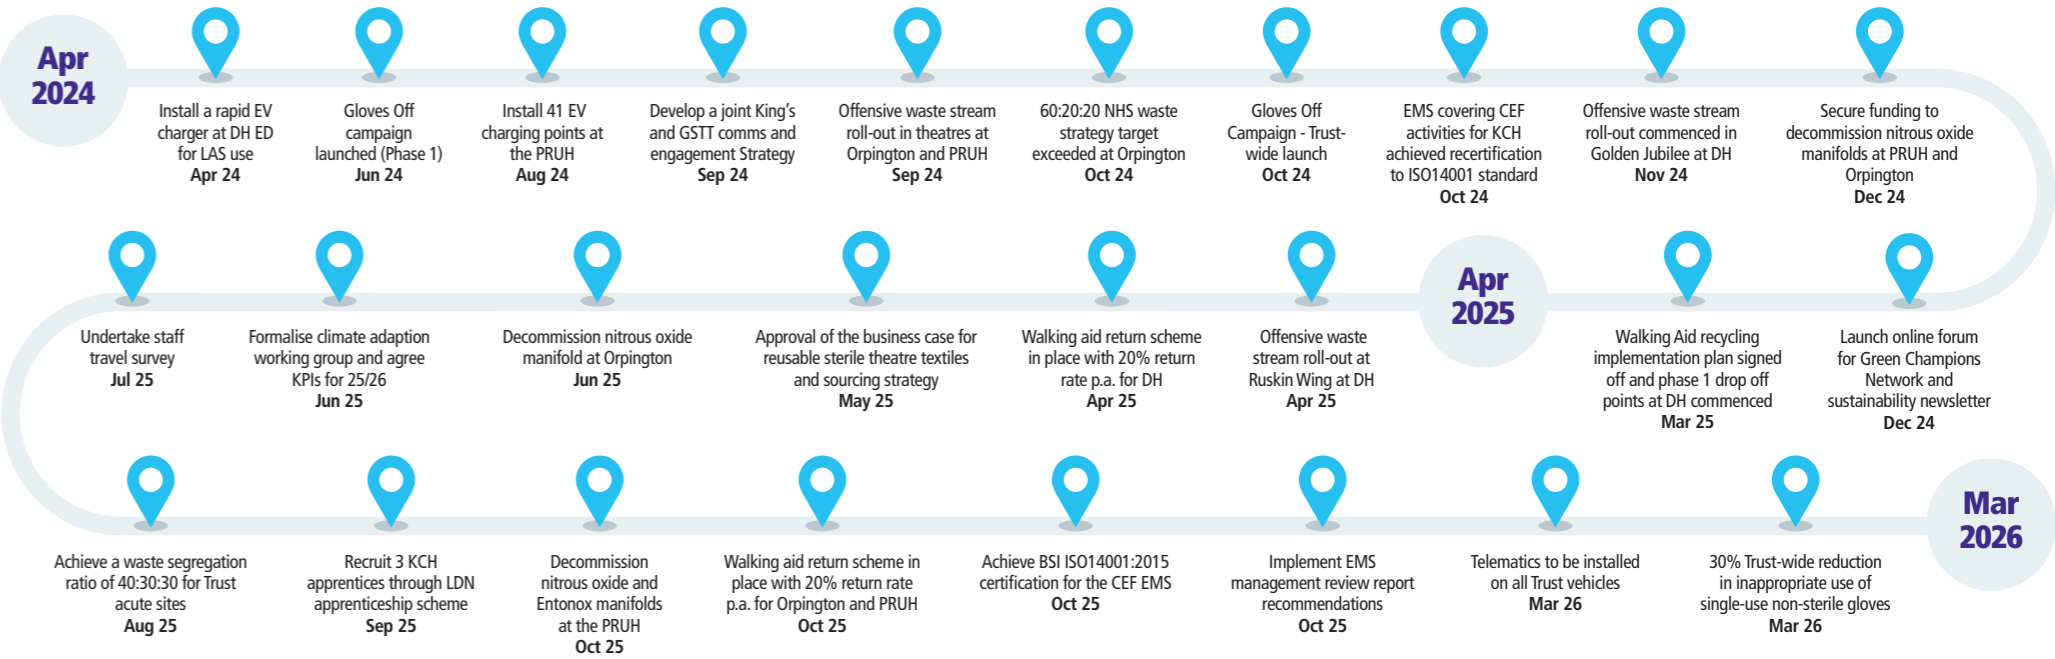 Apr
2024
Install a rapid EV
charger at DH ED
for LAS use
Apr 24
Gloves Off
campaign
launched (Phase 1)
Jun 24
Install 41 EV
charging points at
the PRUH
Aug 24
Develop a joint King's
and GSTT comms and
engagement Strategy
Sep 24
Offensive waste stream
roll-out in theatres at
Orpington and PRUH
Sep 24
60:20:20 NHS waste
strategy target
exceeded at Orpington
Oct 24
Gloves Off
Campaign - Trust-
wide launch
Oct 24
EMS covering CEF
activities for KCH
achieved recertification
to ISO14001 standard
Oct 24
Offensive waste stream
roll-out commenced in
Golden Jubilee at DH
Nov 24
Secure funding to
decommission nitrous oxide
manifolds at PRUH and
Orpington
Dec 24
Launch online forum
for Green Champions
Network and
sustainability newsletter
Dec 24
Walking Aid recycling
implementation plan signed
off and phase 1 drop off
points at DH commenced
Mar 25
Apr
2025
Offensive waste
stream roll-out at
Ruskin Wing at DH
Apr 25
Walking aid return scheme
in place with 20% return
rate p.a. for DH
Apr 25
Approval of the business case for
reusable sterile theatre textiles
and sourcing strategy
May 25
Decommission nitrous oxide
manifold at Orpington
Jun 25
Formalise climate adaption
working group and agree
KPIs for 25/26
Jun 25
Undertake staff
travel survey
Jul 25
Achieve a waste segregation
ratio of 40:30:30 for Trust
acute sites
Aug 25
Recruit 3 KCH
apprentices through LDN
apprenticeship scheme
Sep 25
Decommission
nitrous oxide and
Entonox manifolds
at the PRUH
Oct 25
Walking aid return scheme in
place with 20% return rate
p.a. for Orpington and PRUH
Oct 25
Achieve BSI ISO14001:2015
certification for the CEF EMS
Oct 25
Implement EMS
management review report
recommendations
Oct 25
Telematics to be installed
on all Trust vehicles
Mar 26
30% Trust-wide reduction
in inappropriate use of
single-use non-sterile gloves
Mar 26
Mar
2026